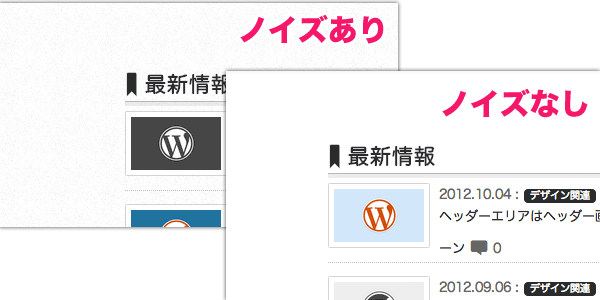 ノイズあり
最新情報
ノイズなし
最新情報
2012.10.04 : デザイン関連
ヘッダーエリアはヘッダー画
ーン 0
2012.09.06 : デザイン関連